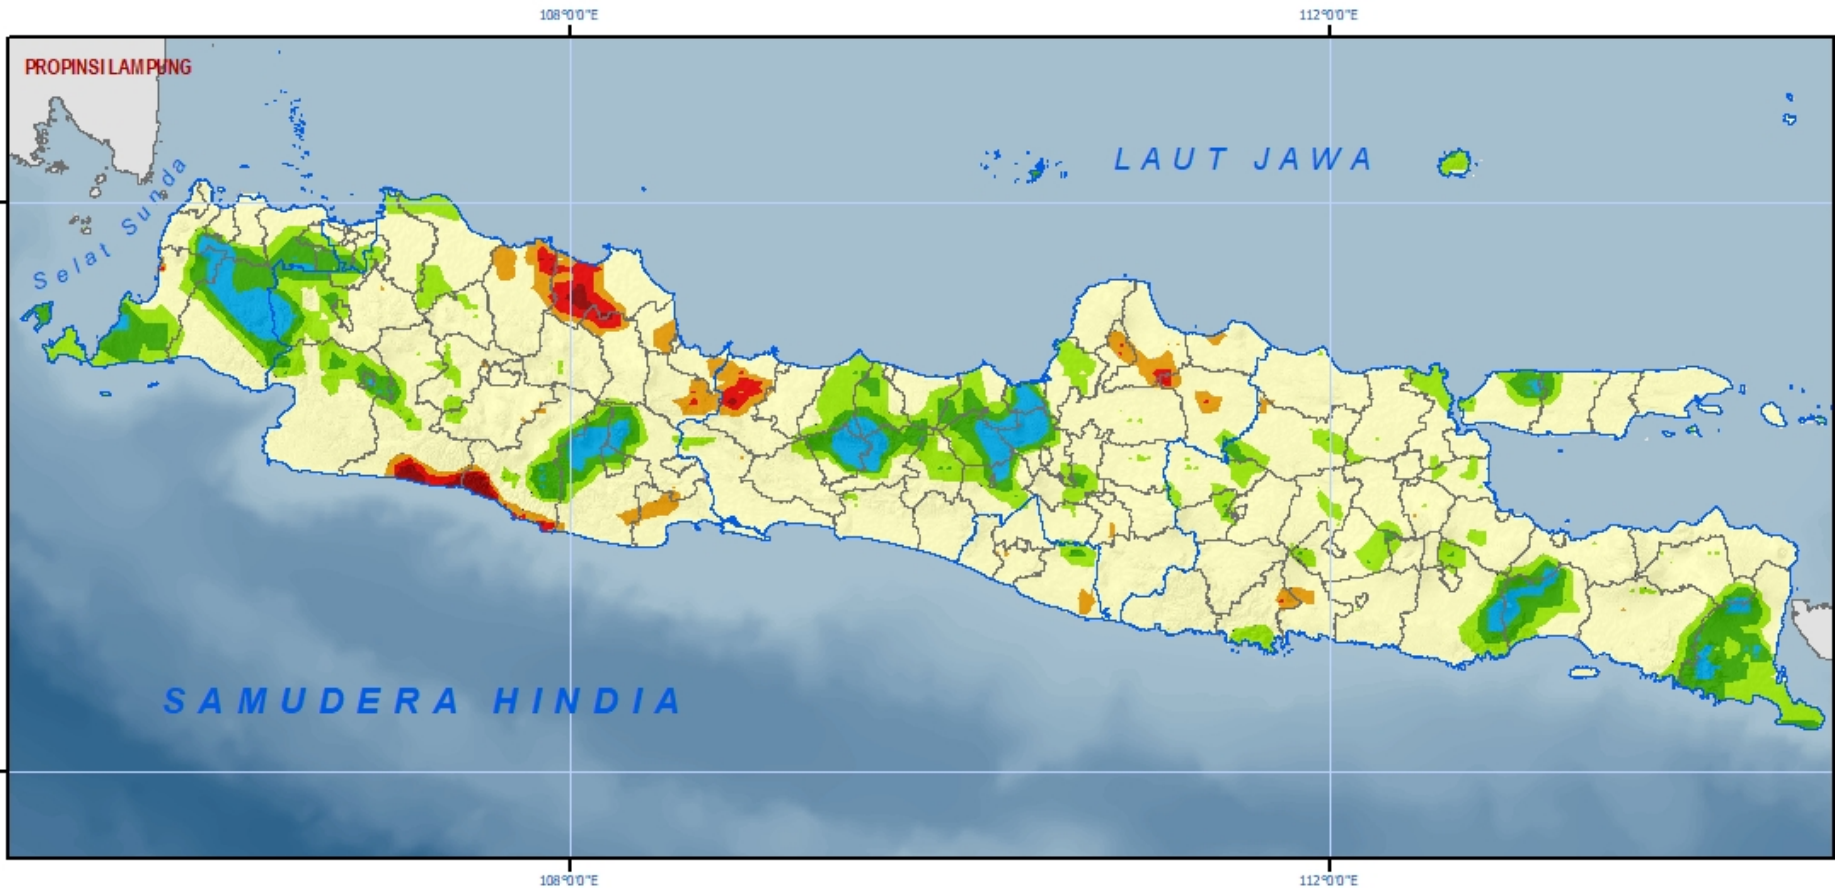 108°0'0"E
112°0'0"E
PROPINSI LAMPUNG
LAUT JAWA
Selat Sunda
SAMUDERA HINDIA
108°0'0"E
112°0'0"E